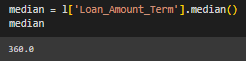 median = l['Loan_Amount_Term'].median()
median
360.0